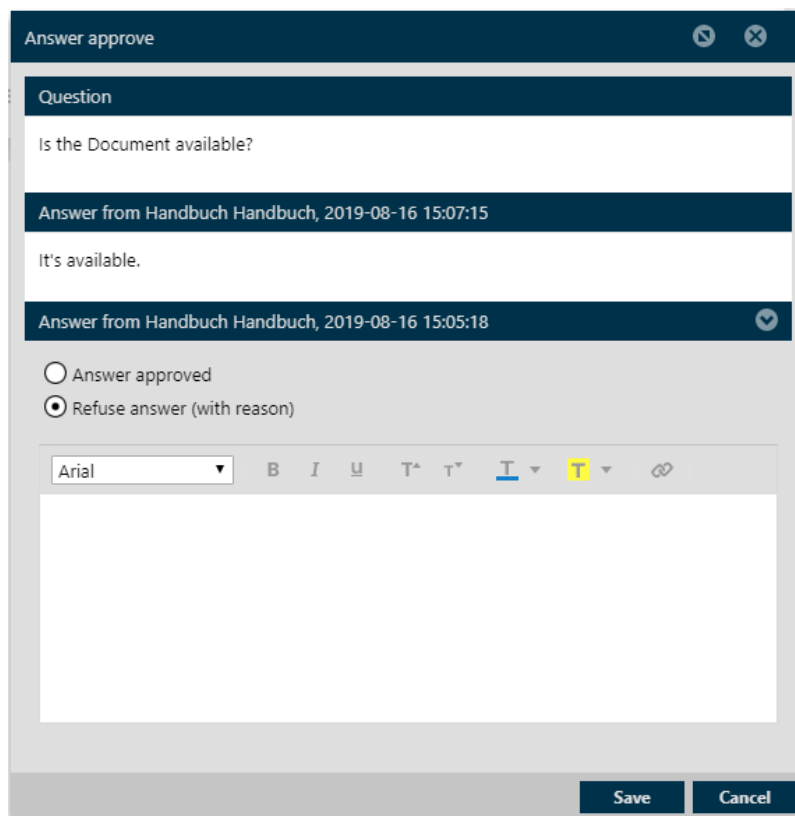 Answer approve
Question
Is the Document available?
Answer from Handbuch Handbuch, 2019-08-16 15:07:15
It's available.
Answer from Handbuch Handbuch, 2019-08-16 15:05:18
Answer approved
Refuse answer (with reason)
Arial B I U T T T T
Save Cancel